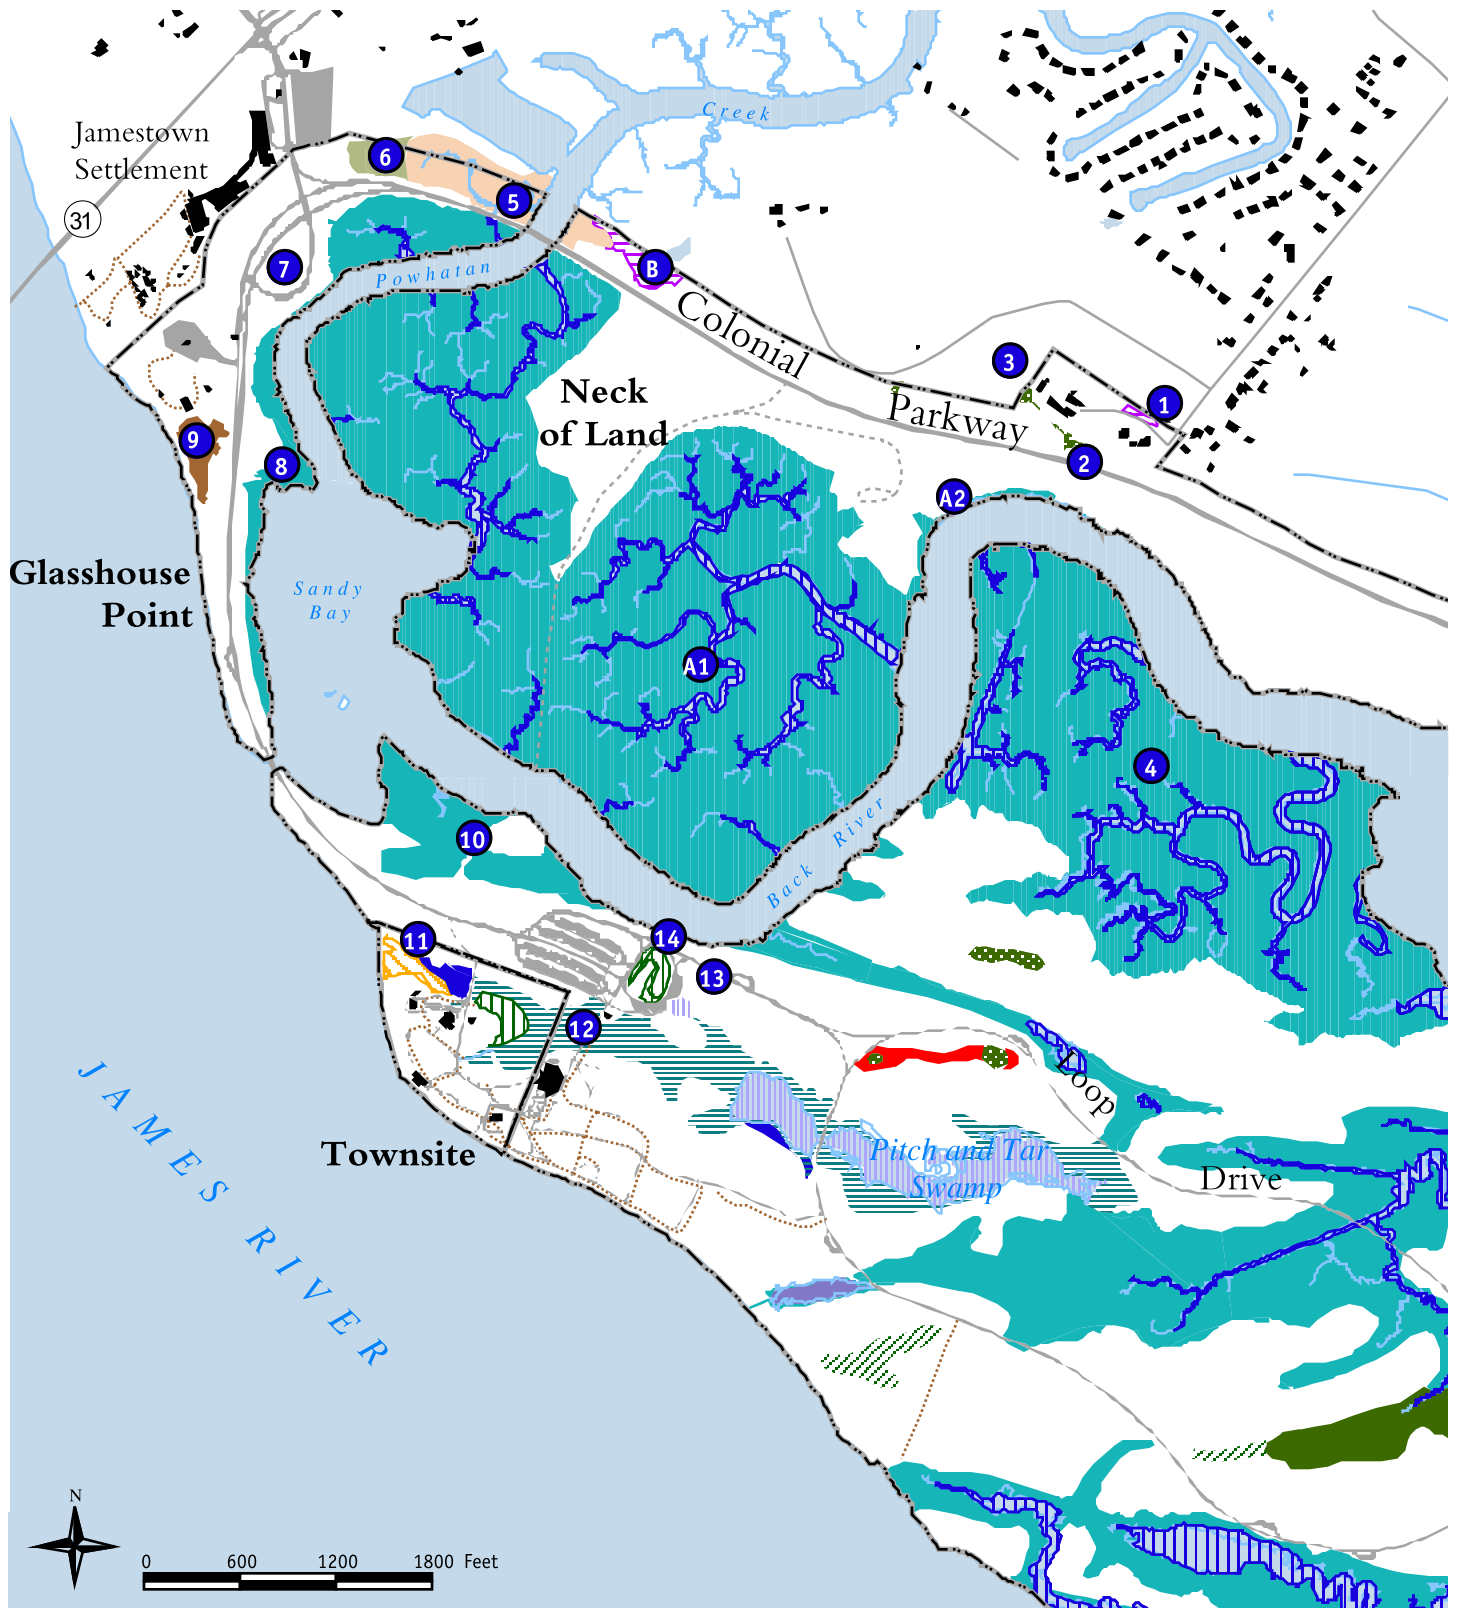 Creek
Jamestown
Settlement
31
6
5
7
Powhatan
B
Colonial
3
Neck
of Land
Parkway
1
2
9
8
A2
Glasshouse
Point
Sandy
Bay
A1
4
10
Back River
11
14
13
12
JAMES RIVER
Loop
Townsite
Pitch and Tar
Swamp
Drive
N
0 600 1200 1800 Feet